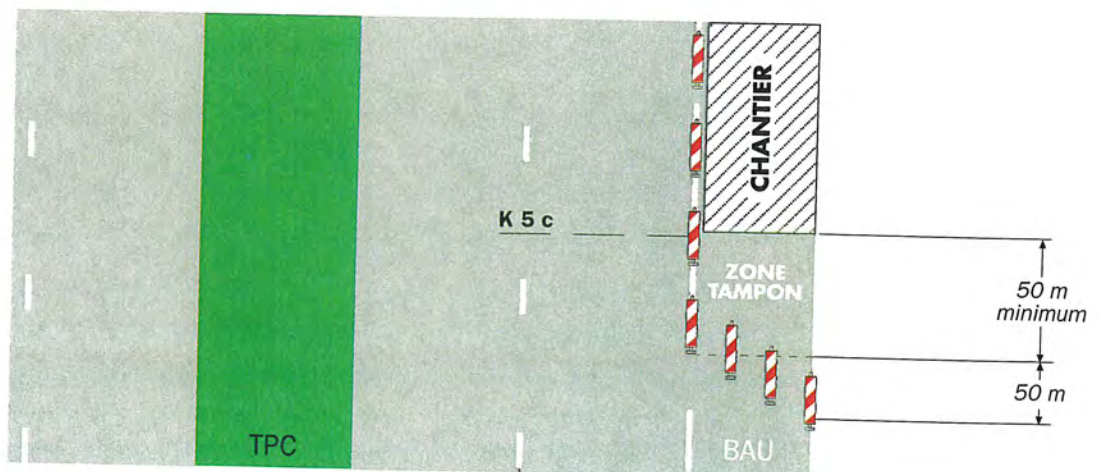 CHANTIER
K 5 c
ZONE
TAMPON
50 m
minimum
50 m
TPC
BAU